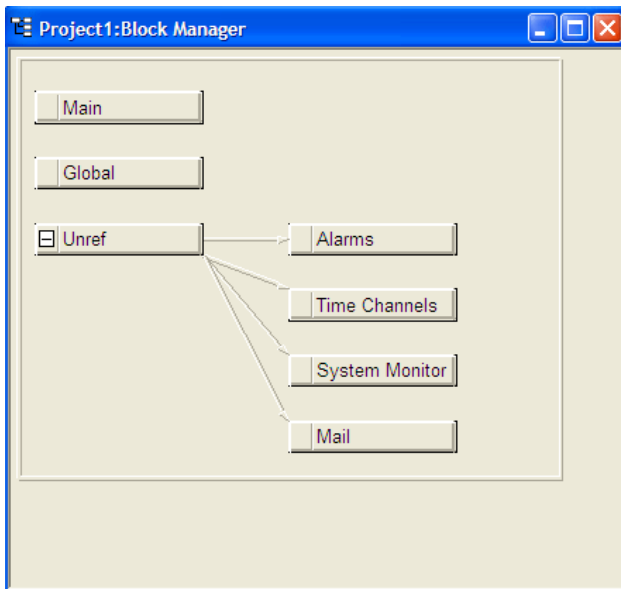 Project1:Block Manager
Main
Global
Unref
Alarms
Time Channels
System Monitor
Mail